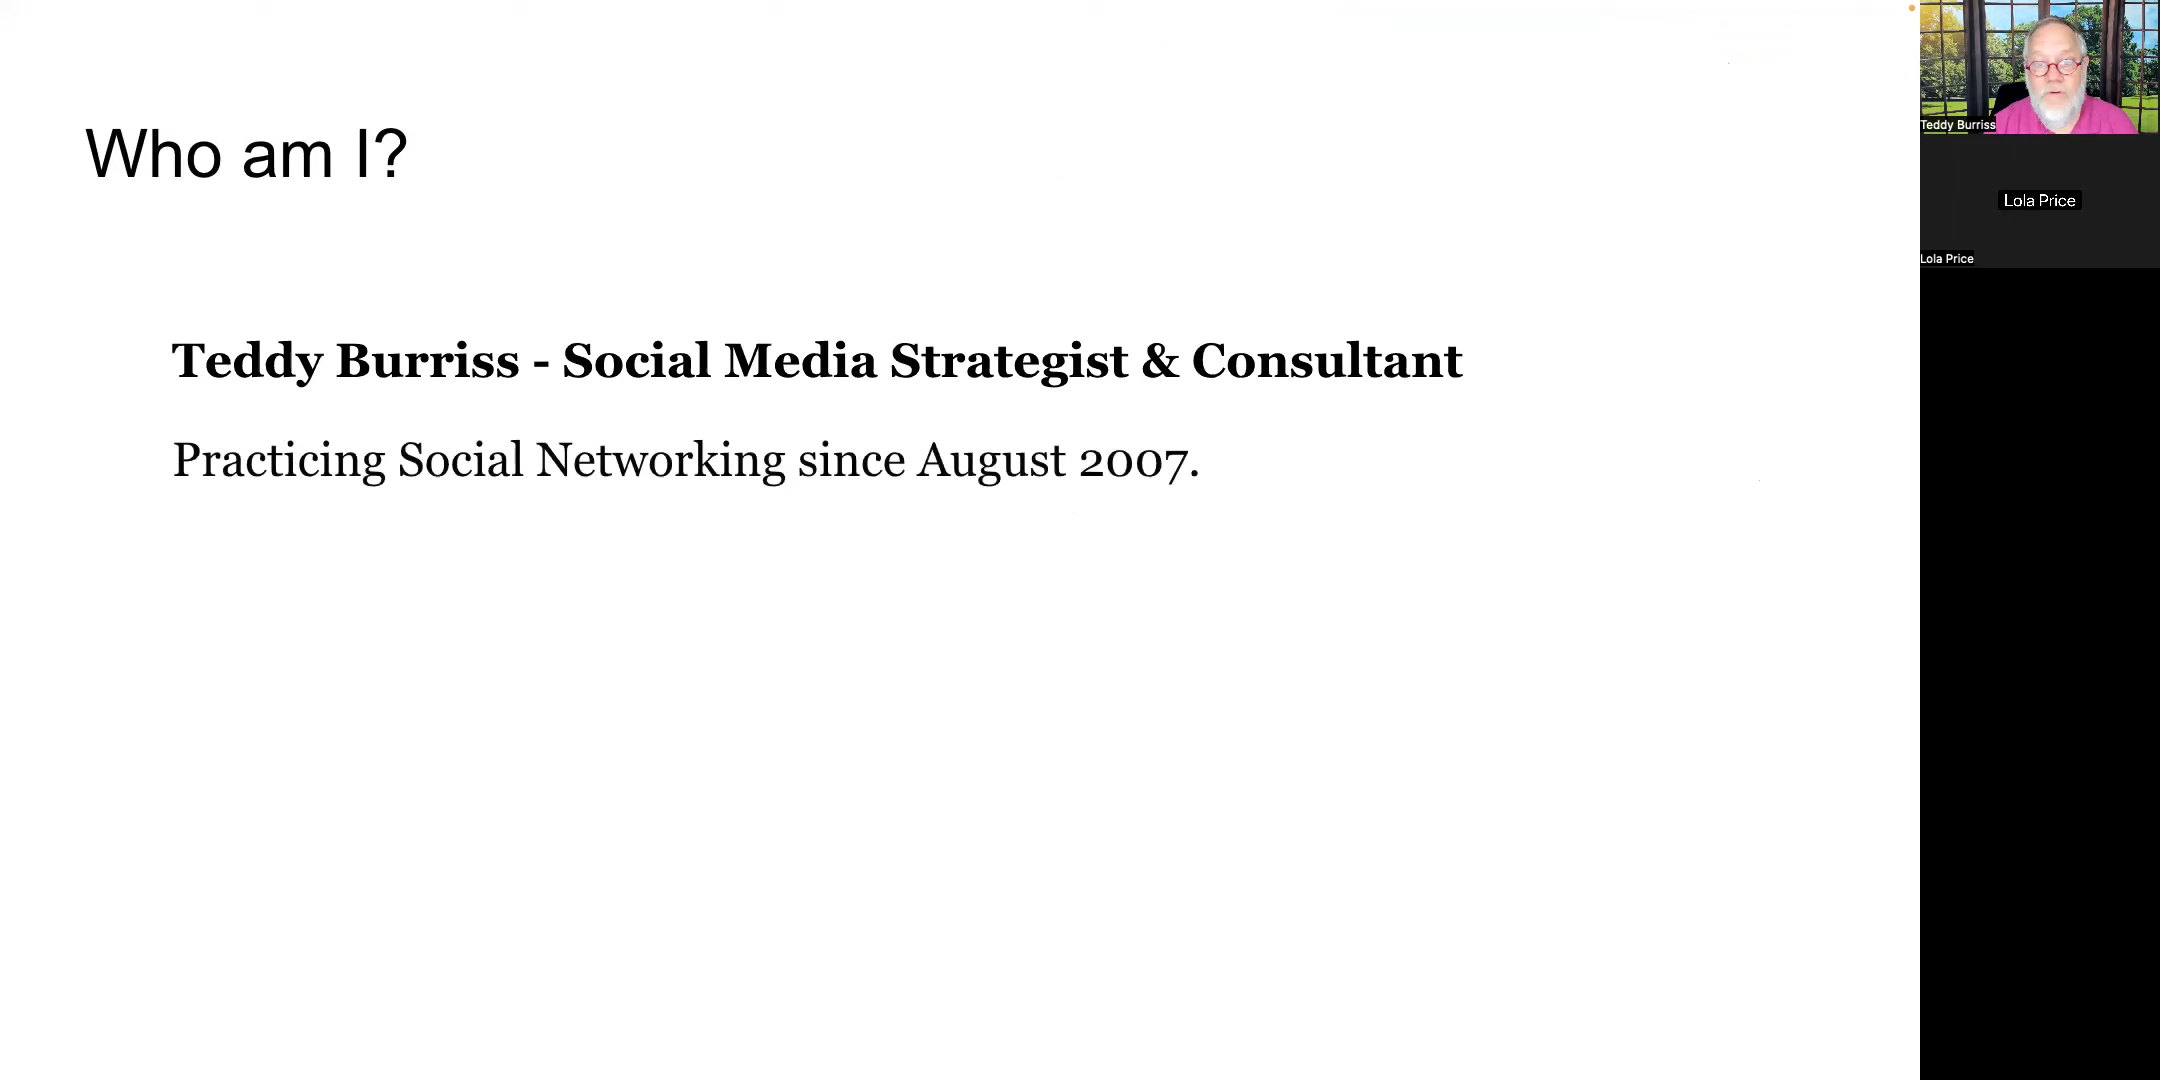 Who am I?
Teddy Burriss - Social Media Strategist & Consultant
Practicing Social Networking since August 2007.
Teddy Burriss
Lola Price
Lola Price